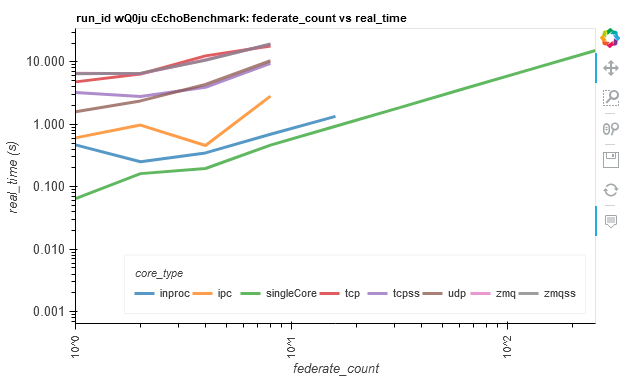 run_id wQ0ju cEchoBenchmark: federate_count vs real_time
10.000
1.000
0.100
0.010
0.001
real_time (s)
core_type
inproc ipc singleCore tcp tcpss udp zmq zmqss
10^0 10^1 10^2
federate_count